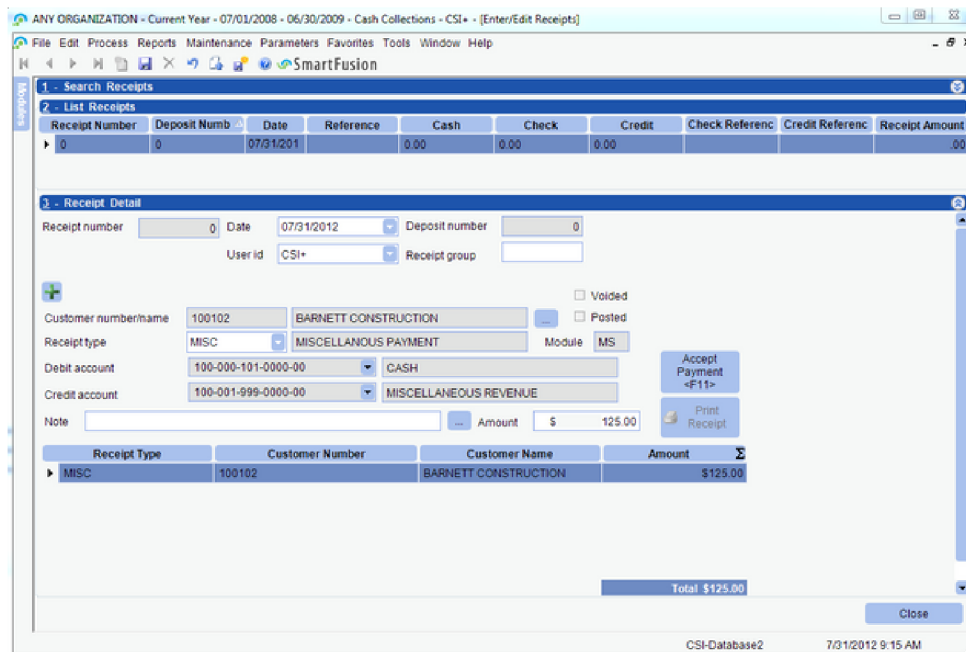 ANY ORGANIZATION - Current Year - 07/01/2008 - 06/30/2009 - Cash Collections - CSI+ - [Enter/Edit Receipts]
File Edit Process Reports Maintenance Parameters Favorites Tools Window Help
SmartFusion
Modules
1 - Search Receipts
2 - List Receipts
Receipt Number Deposit Numb Date Reference Cash Check Credit Check Referenc Credit Referenc Receipt Amount
0 0 07/31/201 0.00 0.00 0.00 .00
3 - Receipt Detail
Receipt number 0 Date 07/31/2012 Deposit number 0
User id CSI+ Receipt group
Voided
Customer number/name 100102 BARNETT CONSTRUCTION ... Posted
Receipt type MISC MISCELLANOUS PAYMENT Module MS
Debit account 100-000-101-0000-00 CASH
Accept Payment <F11>
Credit account 100-001-999-0000-00 MISCELLANEOUS REVENUE
Note ... Amount $ 125.00
Print Receipt
Receipt Type Customer Number Customer Name Amount Σ
MISC 100102 BARNETT CONSTRUCTION $125.00
Total $125.00
Close
CSI-Database2 7/31/2012 9:15 AM